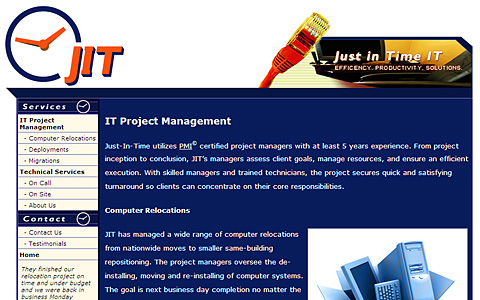 JIT
Just in Time IT
EFFICENCY. PRODUCTIVITY. SOLUTIONS.
Services
IT Project
Management
- Computer Relocations
- Deployments
- Migrations
Technical Services
- On Call
- On Site
- About Us
Contact
- Contact Us
- Testimonials
Home
They finished our
relocation project on
time and under budget
and we were back in
business Monday
IT Project Management
Just-In-Time utilizes PMI© certified project managers with at least 5 years experience. From project
inception to conclusion, JIT's managers assess client goals, manage resources, and ensure an efficient
execution. With skilled managers and trained technicians, the project secures quick and satisfying
turnaround so clients can concentrate on their core responsibilities.
Computer Relocations
JIT has managed a wide range of computer relocations
from nationwide moves to smaller same-building
repositioning. The project managers oversee the de-
installing, moving and re-installing of computer systems.
The goal is next business day completion no matter the